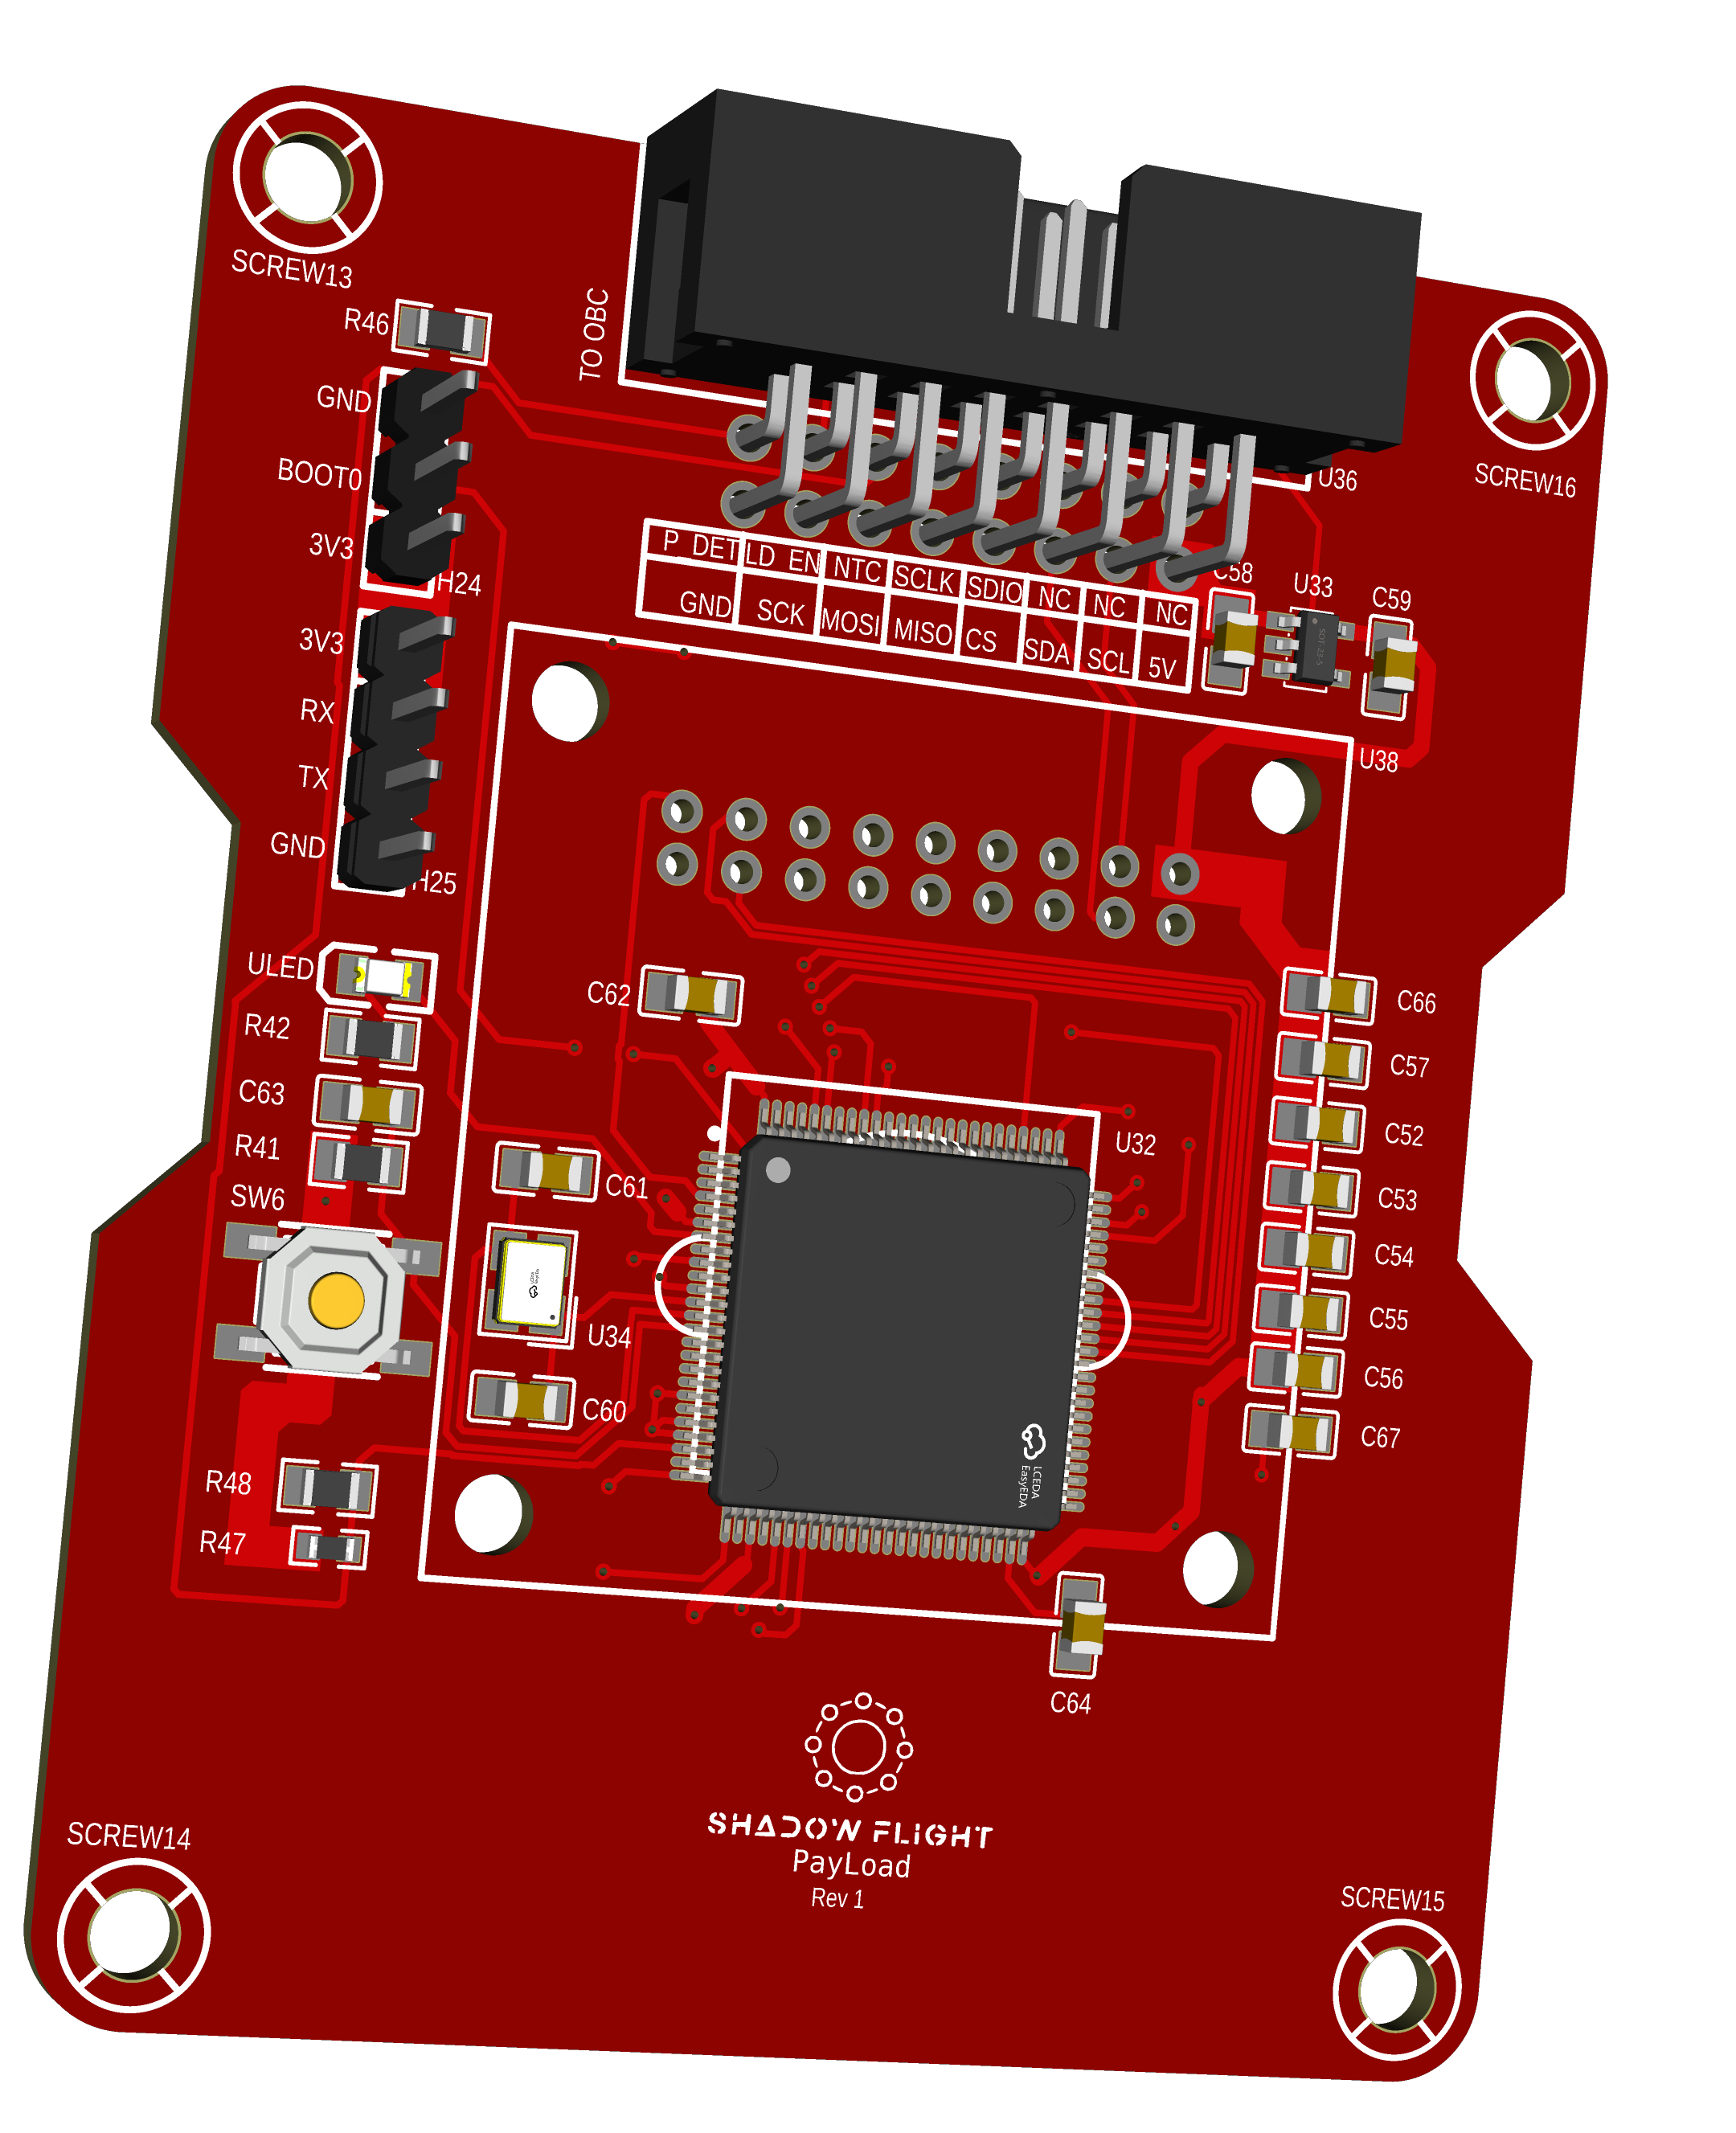 SCREW13
R46
TO OBC
GND
BOOT0
3V3
H24
U36
SCREW16
P_DET LD_EN NTC SCLK SDIO NC NC NC
GND SCK MOSI MISO CS SDA SCL 5V
C58
U33
C59
SOT-23-5
3V3
RX
TX
GND
H25
U38
ULED
R42
C63
R41
SW6
C62
C66
C57
C52
C53
C54
C55
C56
C67
U32
C61
U34
C60
LCEDA
EasyEDA
R48
R47
C64
SHADOW FLIGHT
PayLoad
Rev 1
SCREW14
SCREW15